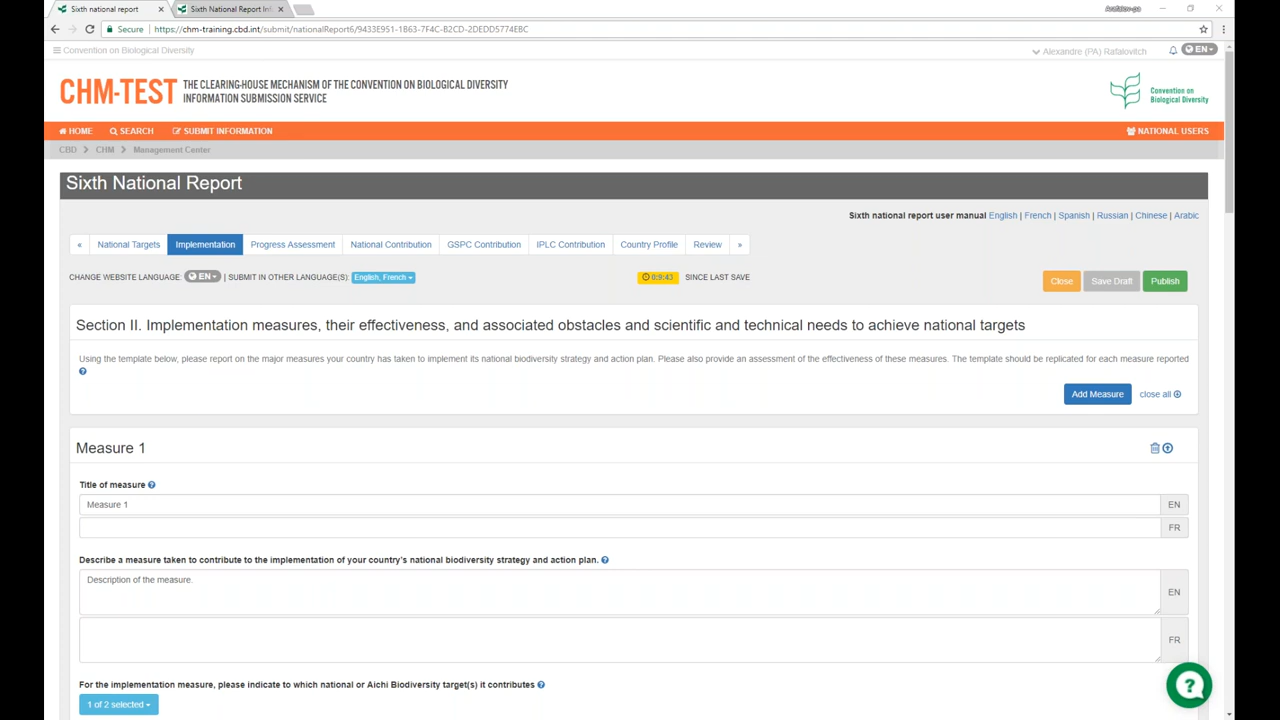 Sixth national report
Sixth National Report In
Secure
https://chm-training.cbd.int/submit/nationalReport6/9433E951-1B63-7F4C-B2CD-2DEDD5774EBC
Convention on Biological Diversity
Alexandre (PA) Rafalovitch
EN
CHM-TEST
THE CLEARING-HOUSE MECHANISM OF THE CONVENTION ON BIOLOGICAL DIVERSITY
INFORMATION SUBMISSION SERVICE
Convention on
Biological Diversity
HOME SEARCH SUBMIT INFORMATION NATIONAL USERS
CBD > CHM > Management Center
Sixth National Report
Sixth national report user manual English | French | Spanish | Russian | Chinese | Arabic
« National Targets Implementation Progress Assessment National Contribution GSPC Contribution IPLC Contribution Country Profile Review »
CHANGE WEBSITE LANGUAGE: EN | SUBMIT IN OTHER LANGUAGE(S): English, French 0:9:43 SINCE LAST SAVE
Close Save Draft Publish
Section II. Implementation measures, their effectiveness, and associated obstacles and scientific and technical needs to achieve national targets
Using the template below, please report on the major measures your country has taken to implement its national biodiversity strategy and action plan. Please also provide an assessment of the effectiveness of these measures. The template should be replicated for each measure reported
?
Add Measure close all
Measure 1
Title of measure ?
Measure 1 EN
FR
Describe a measure taken to contribute to the implementation of your country's national biodiversity strategy and action plan. ?
Description of the measure. EN
FR
For the implementation measure, please indicate to which national or Aichi Biodiversity target(s) it contributes ?
1 of 2 selected
?